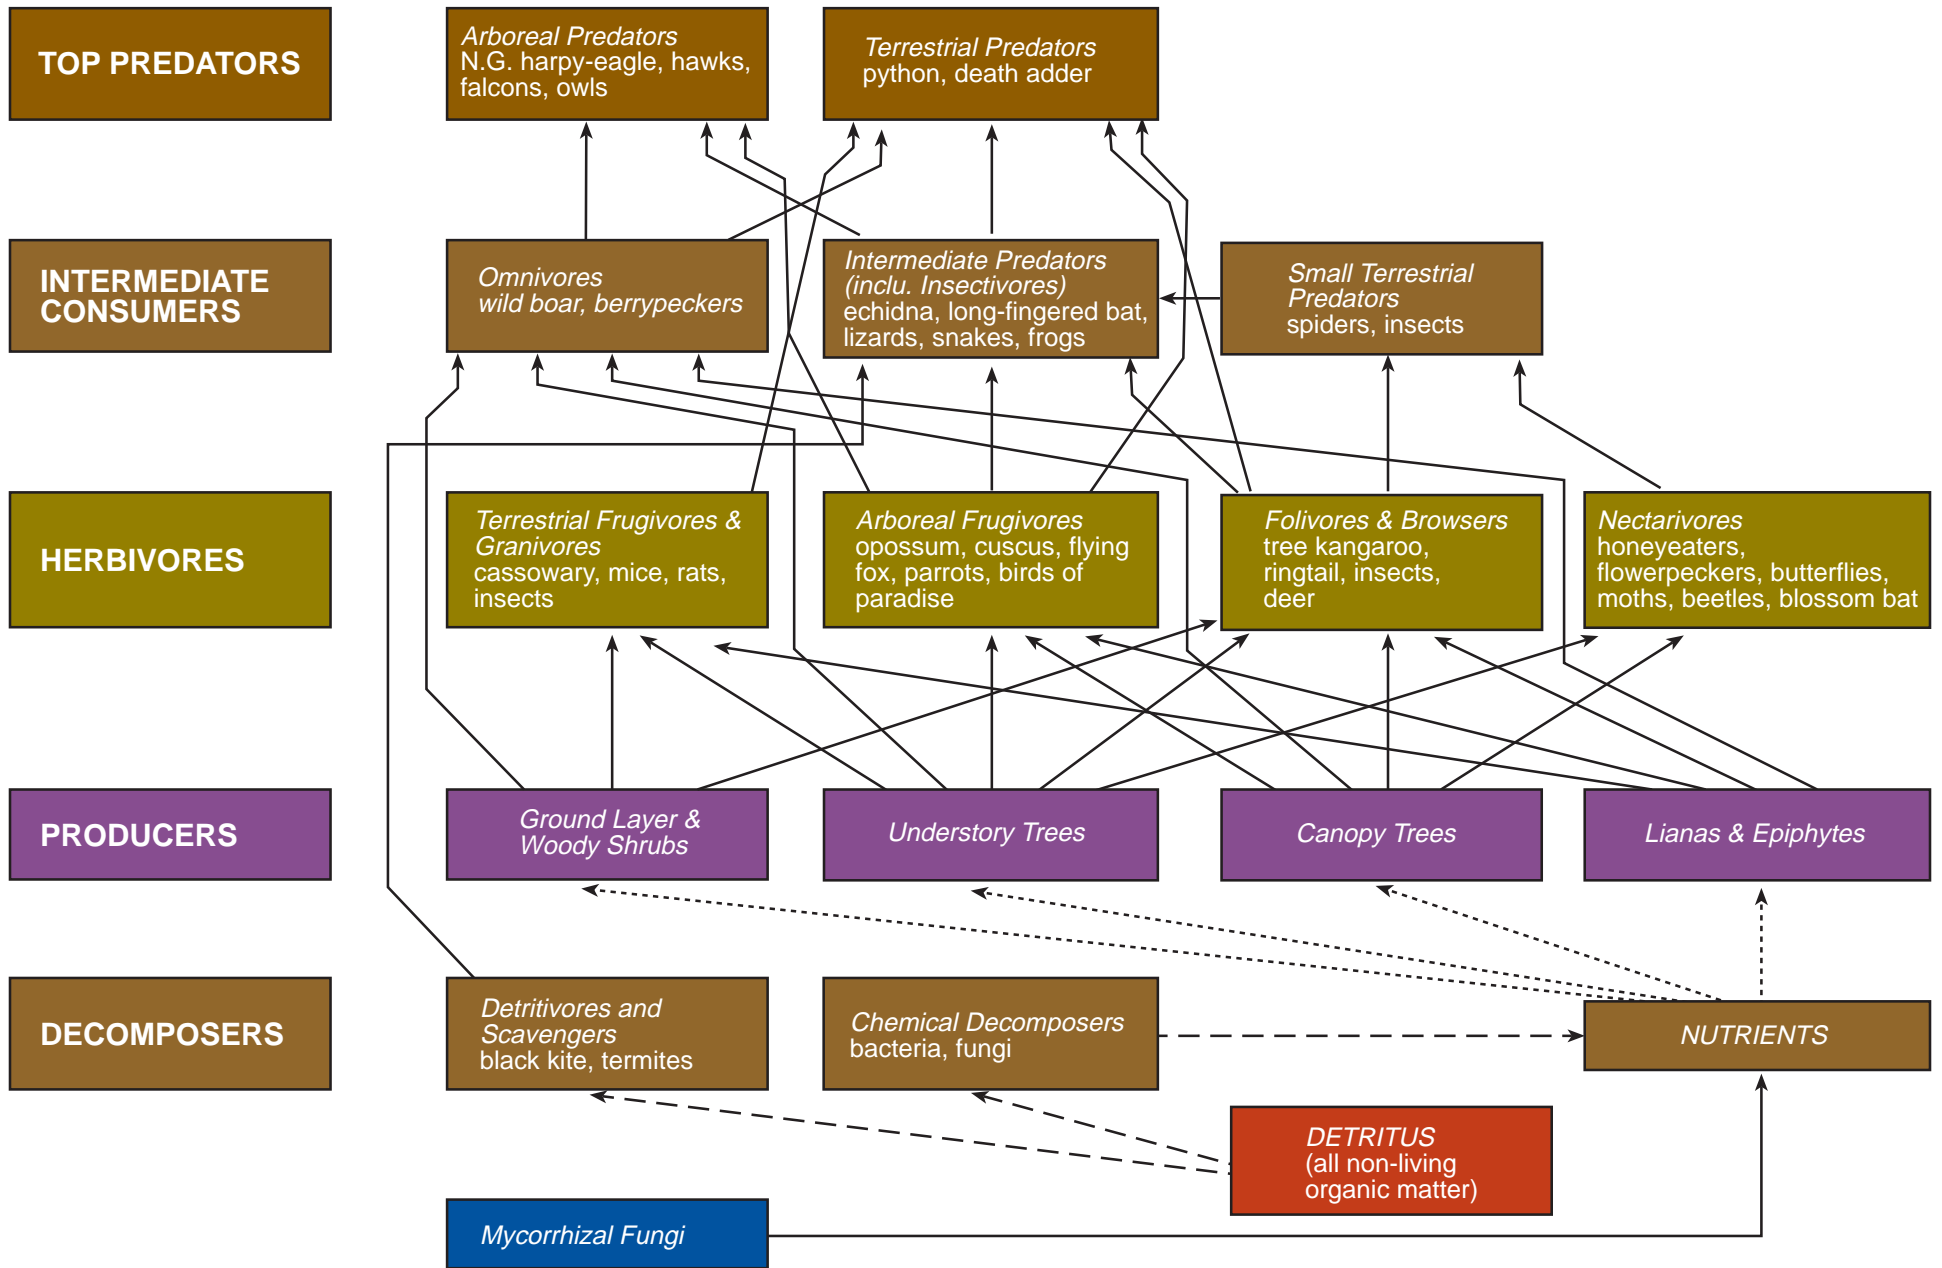 TOP PREDATORS
Arboreal Predators
N.G. harpy-eagle, hawks,
falcons, owls
Terrestrial Predators
python, death adder
INTERMEDIATE
CONSUMERS
Omnivores
wild boar, berrypeckers
Intermediate Predators
(inclu. Insectivores)
echidna, long-fingered bat,
lizards, snakes, frogs
Small Terrestrial
Predators
spiders, insects
HERBIVORES
Terrestrial Frugivores &
Granivores
cassowary, mice, rats,
insects
Arboreal Frugivores
opossum, cuscus, flying
fox, parrots, birds of
paradise
Folivores & Browsers
tree kangaroo,
ringtail, insects,
deer
Nectarivores
honeyeaters,
flowerpeckers, butterflies,
moths, beetles, blossom bat
PRODUCERS
Ground Layer &
Woody Shrubs
Understory Trees
Canopy Trees
Lianas & Epiphytes
DECOMPOSERS
Detritivores and
Scavengers
black kite, termites
Chemical Decomposers
bacteria, fungi
NUTRIENTS
DETRITUS
(all non-living
organic matter)
Mycorrhizal Fungi